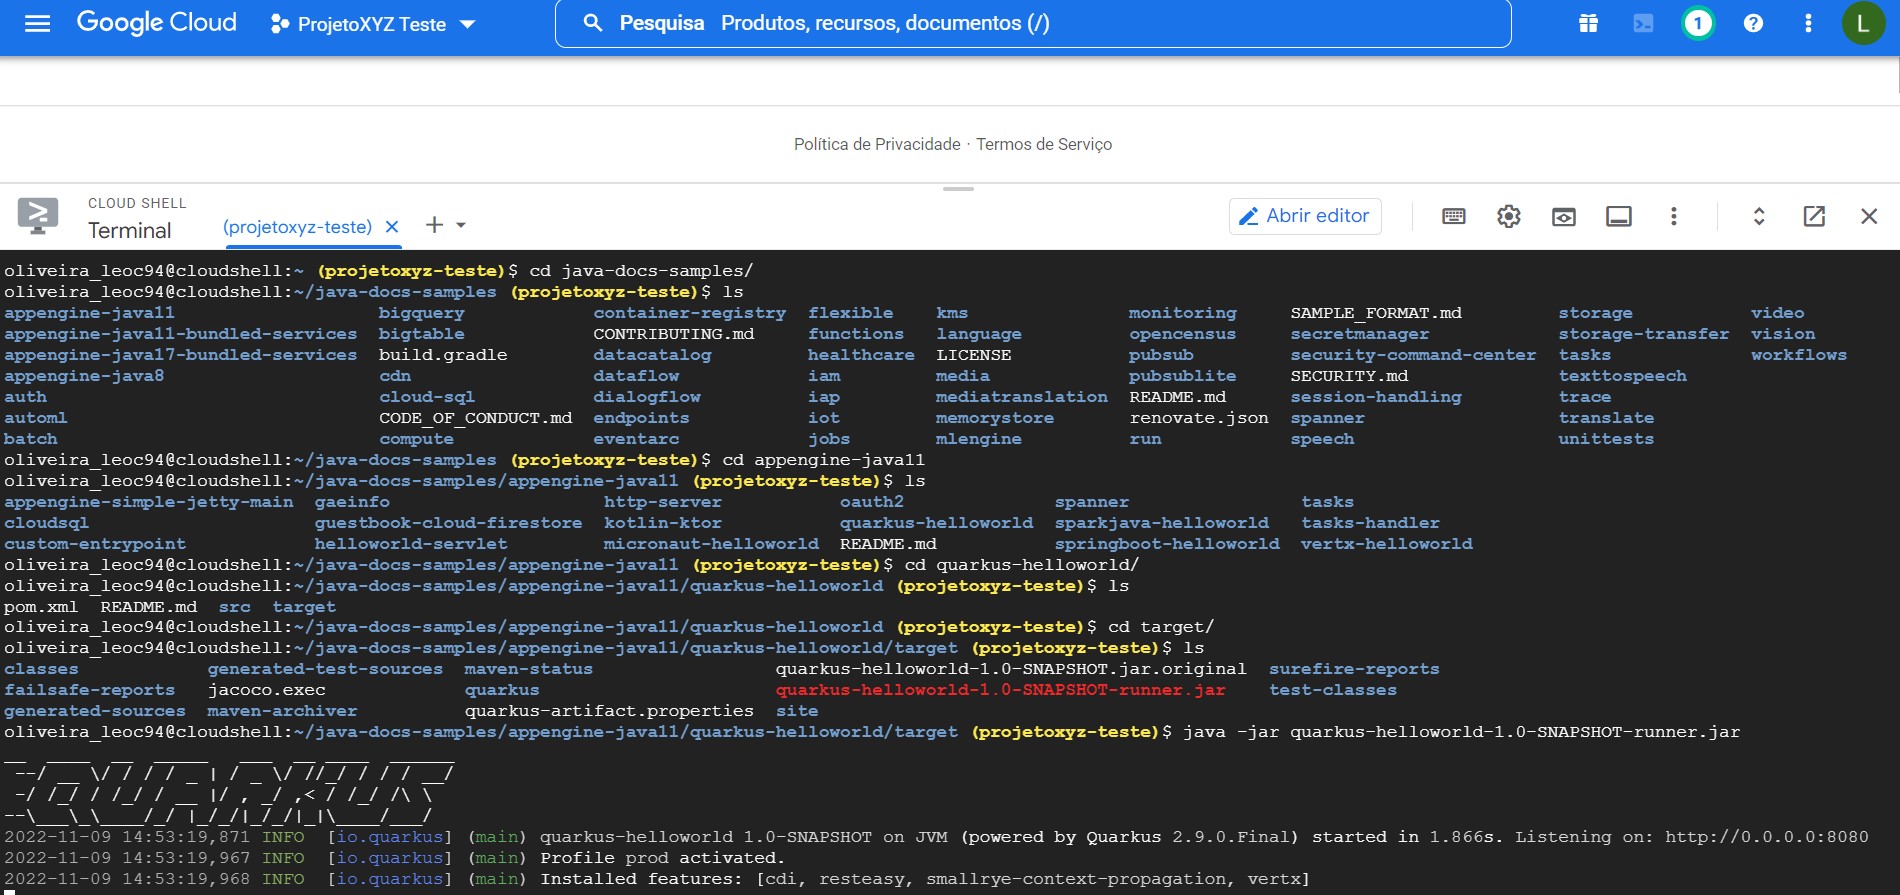 Google Cloud ProjetoXYZ Teste Pesquisa Produtos, recursos, documentos (/) 1 L
Política de Privacidade · Termos de Serviço
CLOUD SHELL
Terminal (projetoxyz-teste) Abrir editor
oliveira_leoc94@cloudshell:~ (projetoxyz-teste)$ cd java-docs-samples/
oliveira_leoc94@cloudshell:~/java-docs-samples (projetoxyz-teste)$ ls
appengine-java11 bigquery container-registry flexible kms monitoring SAMPLE_FORMAT.md storage video
appengine-java11-bundled-services bigtable CONTRIBUTING.md functions language opencensus secretmanager storage-transfer vision
appengine-java17-bundled-services build.gradle datacatalog healthcare LICENSE pubsub security-command-center tasks workflows
appengine-java8 cdn dataflow iam media pubsublite SECURITY.md texttospeech
auth cloud-sql dialogflow iap mediatranslation README.md session-handling trace
automl CODE_OF_CONDUCT.md endpoints iot memorystore renovate.json spanner translate
batch compute eventarc jobs mlengine run speech unittests
oliveira_leoc94@cloudshell:~/java-docs-samples (projetoxyz-teste)$ cd appengine-java11
oliveira_leoc94@cloudshell:~/java-docs-samples/appengine-java11 (projetoxyz-teste)$ ls
appengine-simple-jetty-main gaeinfo http-server oauth2 spanner tasks
cloudsql guestbook-cloud-firestore kotlin-ktor quarkus-helloworld sparkjava-helloworld tasks-handler
custom-entrypoint helloworld-servlet micronaut-helloworld README.md springboot-helloworld vertx-helloworld
oliveira_leoc94@cloudshell:~/java-docs-samples/appengine-java11 (projetoxyz-teste)$ cd quarkus-helloworld/
oliveira_leoc94@cloudshell:~/java-docs-samples/appengine-java11/quarkus-helloworld (projetoxyz-teste)$ ls
pom.xml README.md src target
oliveira_leoc94@cloudshell:~/java-docs-samples/appengine-java11/quarkus-helloworld (projetoxyz-teste)$ cd target/
oliveira_leoc94@cloudshell:~/java-docs-samples/appengine-java11/quarkus-helloworld/target (projetoxyz-teste)$ ls
classes generated-test-sources maven-status quarkus-helloworld-1.0-SNAPSHOT.jar.original surefire-reports
failsafe-reports jacoco.exec quarkus quarkus-helloworld-1.0-SNAPSHOT-runner.jar test-classes
generated-sources maven-archiver quarkus-artifact.properties site
oliveira_leoc94@cloudshell:~/java-docs-samples/appengine-java11/quarkus-helloworld/target (projetoxyz-teste)$ java -jar quarkus-helloworld-1.0-SNAPSHOT-runner.jar
__  ____  __  _____   ___  __ ____  ______
 --/ __ \/ / / / _ | / _ \/ //_/ / / / __/
 -/ /_/ / /_/ / __ |/ , _/ ,< / /_/ /\ \
--\___\_\____/_/ |_/_/|_/_/|_|\____/___/
2022-11-09 14:53:19,871 INFO [io.quarkus] (main) quarkus-helloworld 1.0-SNAPSHOT on JVM (powered by Quarkus 2.9.0.Final) started in 1.866s. Listening on: http://0.0.0.0:8080
2022-11-09 14:53:19,967 INFO [io.quarkus] (main) Profile prod activated.
2022-11-09 14:53:19,968 INFO [io.quarkus] (main) Installed features: [cdi, resteasy, smallrye-context-propagation, vertx]